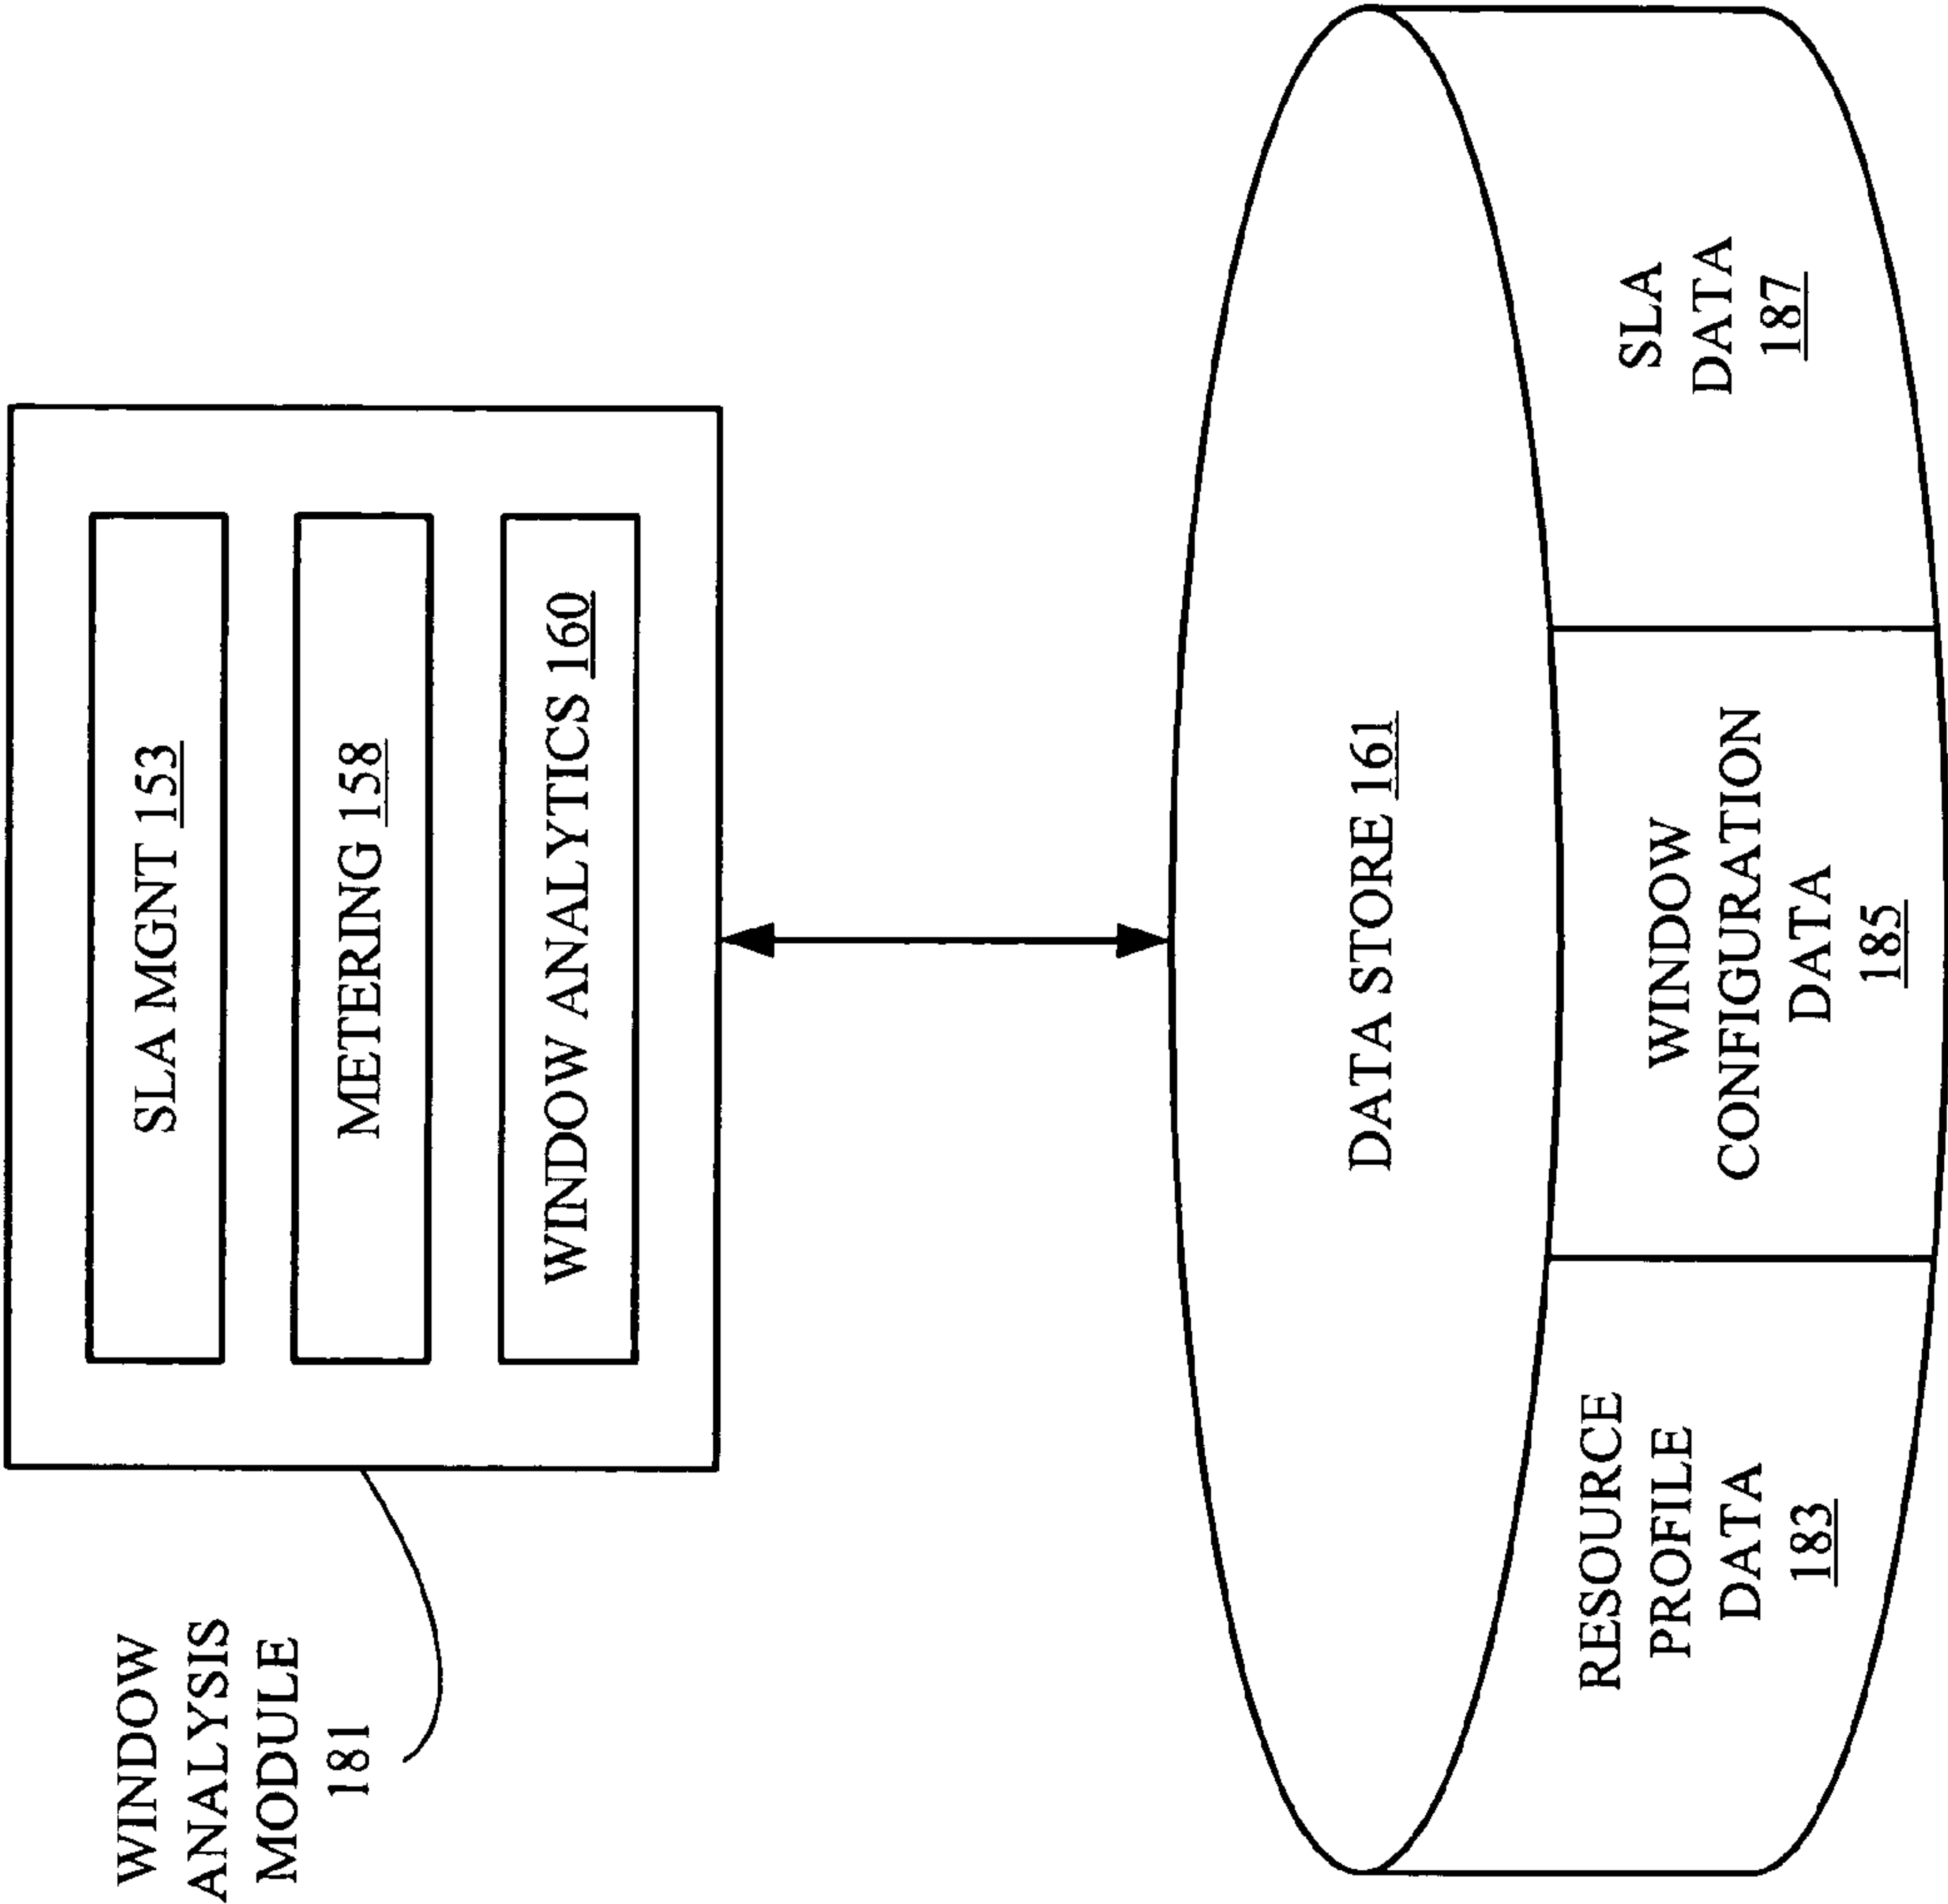 WINDOW
ANALYSIS
MODULE
181
SLA MGNT 153
METERING 158
WINDOW ANALYTICS 160
DATA STORE 161
RESOURCE
PROFILE
DATA
183
WINDOW
CONFIGURATION
DATA
185
SLA
DATA
187